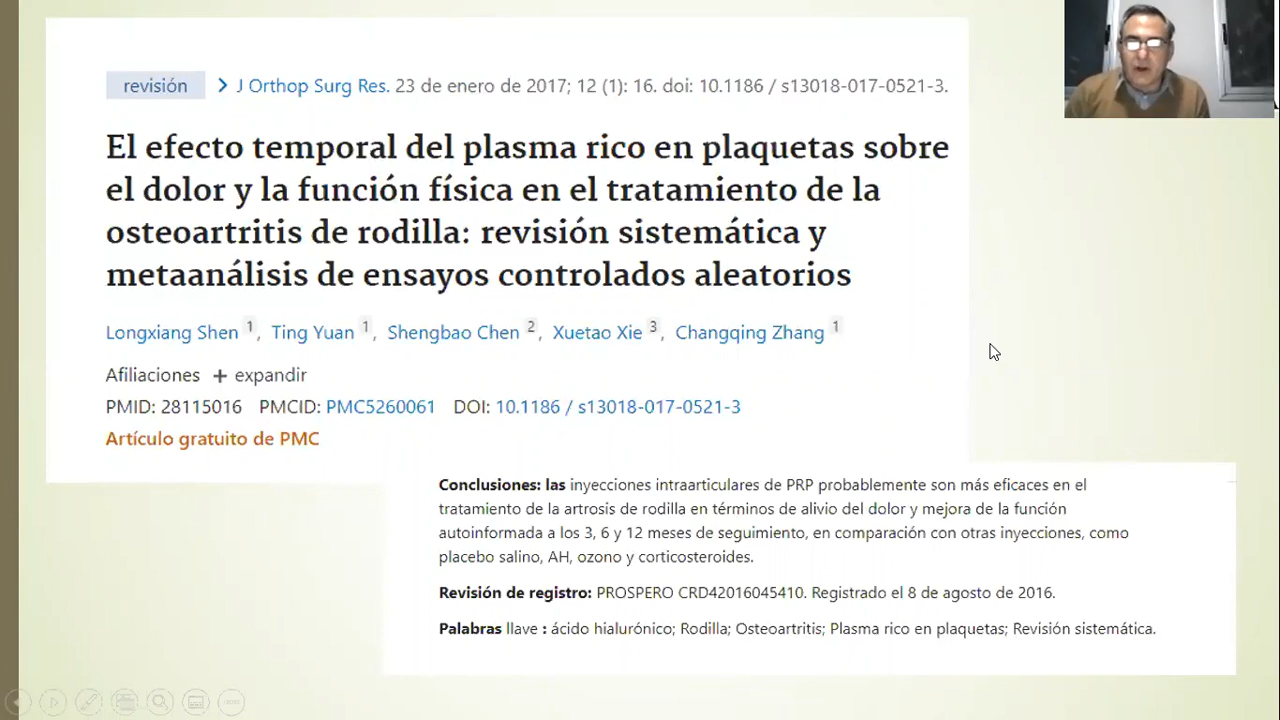 revisión > J Orthop Surg Res. 23 de enero de 2017; 12 (1): 16. doi: 10.1186 / s13018-017-0521-3.
El efecto temporal del plasma rico en plaquetas sobre
el dolor y la función física en el tratamiento de la
osteoartritis de rodilla: revisión sistemática y
metaanálisis de ensayos controlados aleatorios
Longxiang Shen 1, Ting Yuan 1, Shengbao Chen 2, Xuetao Xie 3, Changqing Zhang 1
Afiliaciones + expandir
PMID: 28115016 PMCID: PMC5260061 DOI: 10.1186 / s13018-017-0521-3
Artículo gratuito de PMC
Conclusiones: las inyecciones intraarticulares de PRP probablemente son más eficaces en el
tratamiento de la artrosis de rodilla en términos de alivio del dolor y mejora de la función
autoinformada a los 3, 6 y 12 meses de seguimiento, en comparación con otras inyecciones, como
placebo salino, AH, ozono y corticosteroides.
Revisión de registro: PROSPERO CRD42016045410. Registrado el 8 de agosto de 2016.
Palabras llave : ácido hialurónico; Rodilla; Osteoartritis; Plasma rico en plaquetas; Revisión sistemática.